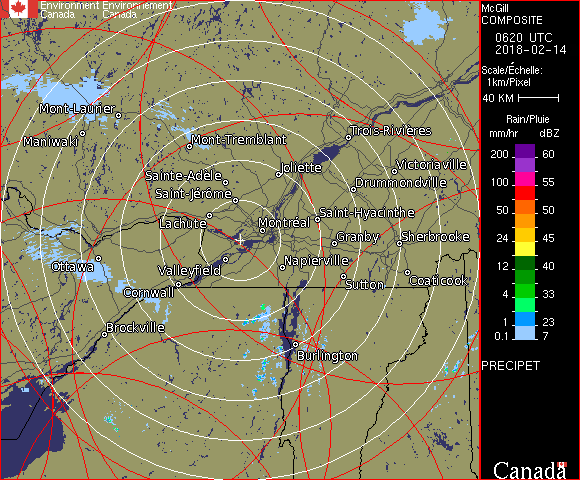 Environment Environnement
Canada Canada
McGill
COMPOSITE
0620 UTC
2018-02-14
Scale/Échelle:
1km/Pixel
40 KM
Rain/Pluie
mm/hr dBZ
200 60
100 55
50 50
24 45
12 40
4 33
1 23
0.1 7
PRECIPET
Canada
Mont-Laurier
Maniwaki
Mont-Tremblant
Trois-Rivières
Joliette
Victoriaville
Sainte-Adèle
Drummondville
Saint-Jérôme
Saint-Hyacinthe
Lachute
Montréal
Granby
Sherbrooke
Ottawa
Valleyfield
Napierville
Sutton
Coaticook
Cornwall
Brockville
Burlington